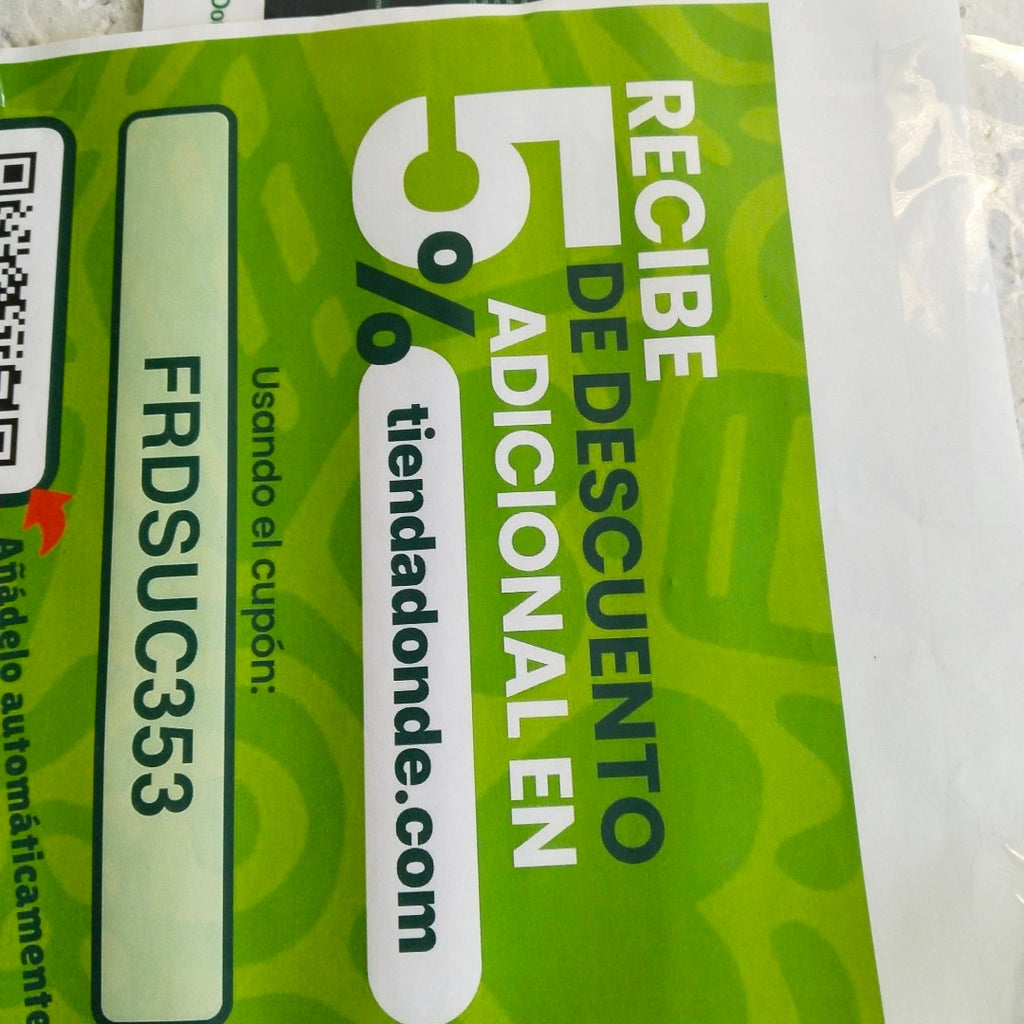 RECIBE
5% DE DESCUENTO
ADICIONAL EN
tiendadonde.com
Usando el cupón:
FRDSUC353
Añádelo automáticamente